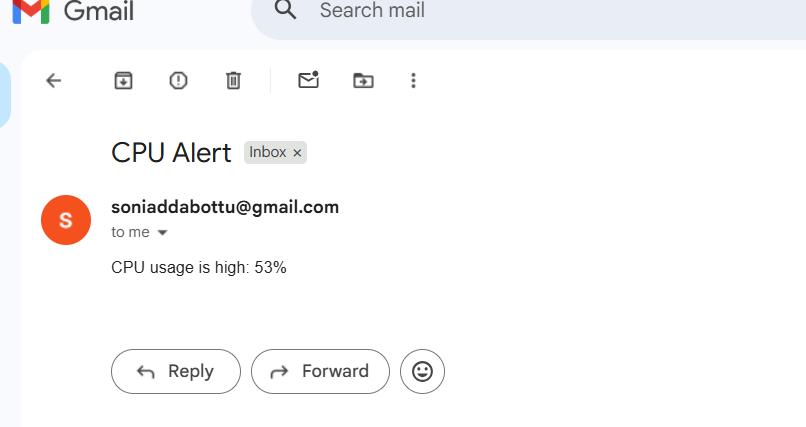 Gmail
Search mail
CPU Alert
Inbox ×
S
soniaddabottu@gmail.com
to me
CPU usage is high: 53%
Reply
Forward